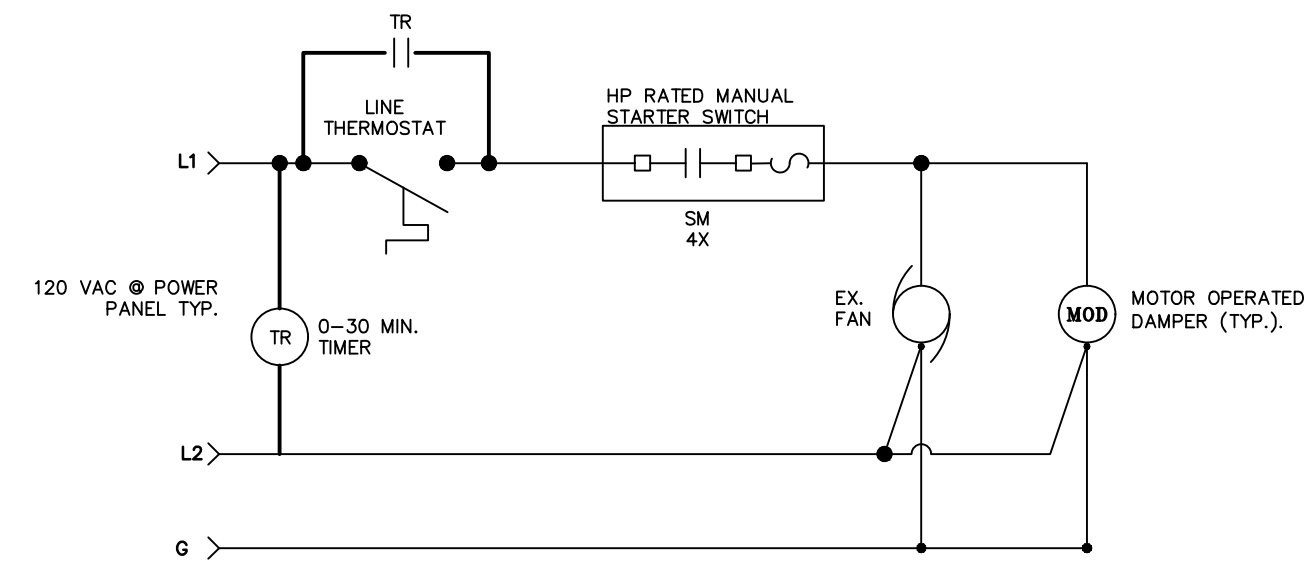 TR
LINE
THERMOSTAT
HP RATED MANUAL
STARTER SWITCH
L1
SM
4X
120 VAC @ POWER
PANEL TYP.
TR
0-30 MIN.
TIMER
EX.
FAN
MOD
MOTOR OPERATED
DAMPER (TYP.).
L2
G